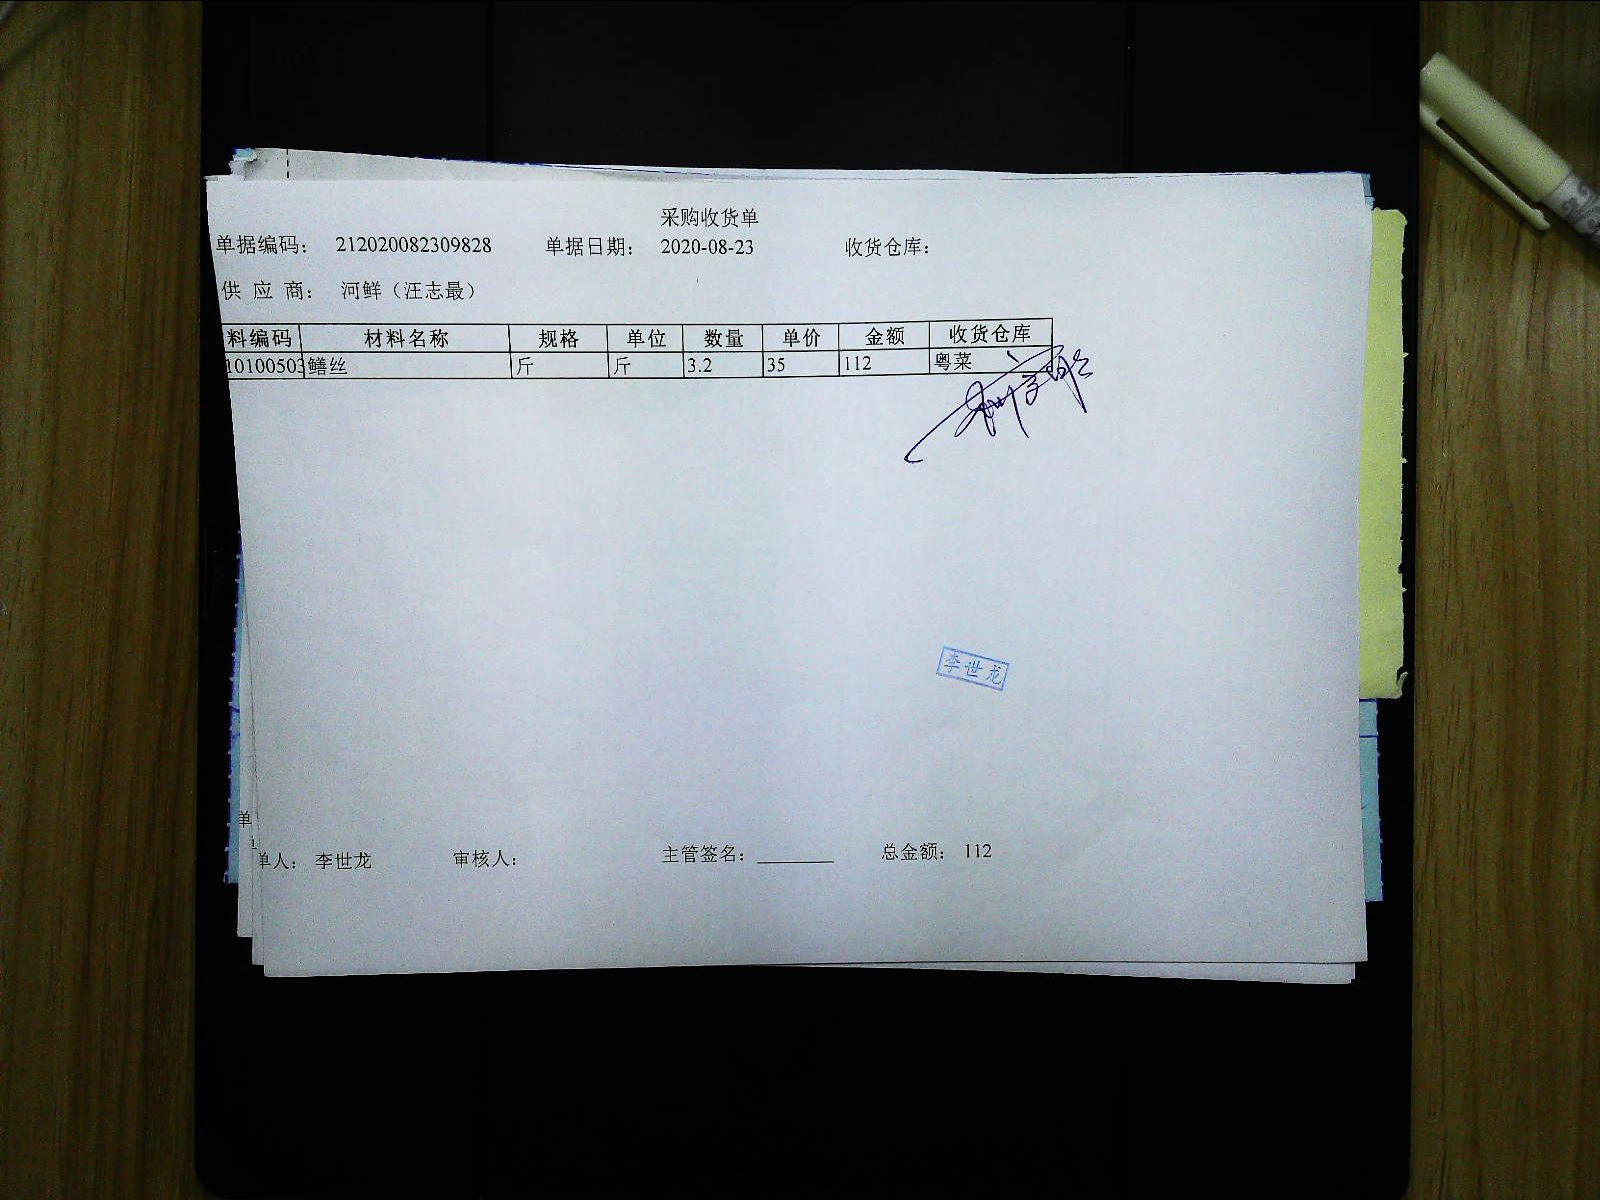 采购收货单
单据编码： 212020082309828 单据日期： 2020-08-23 收货仓库：
供 应 商： 河鲜（汪志最）
料编码 材料名称 规格 单位 数量 单价 金额 收货仓库
10100503 鳝丝 斤 斤 3.2 35 112 粤菜
李世龙
单
单人： 李世龙 审核人： 主管签名： ________ 总金额： 112